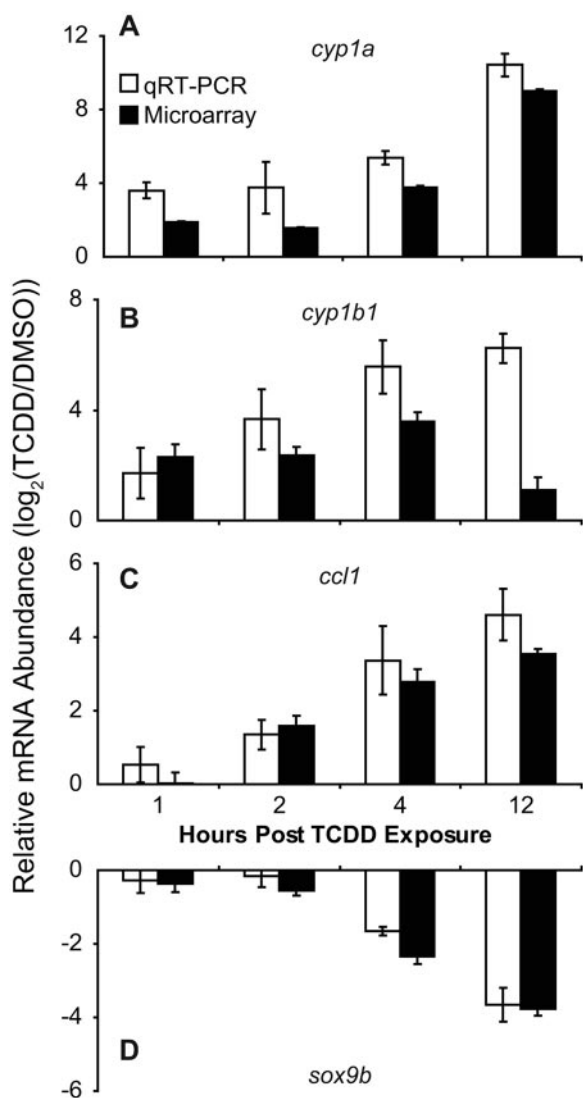 A
cyp1a
12
qRT-PCR
Microarray
8
4
0
B
cyp1b1
8
4
0
C
ccl1
6
4
2
0
1 2 4 12
Hours Post TCDD Exposure
0
-2
-4
-6
D
sox9b
Relative mRNA Abundance (log2(TCDD/DMSO))